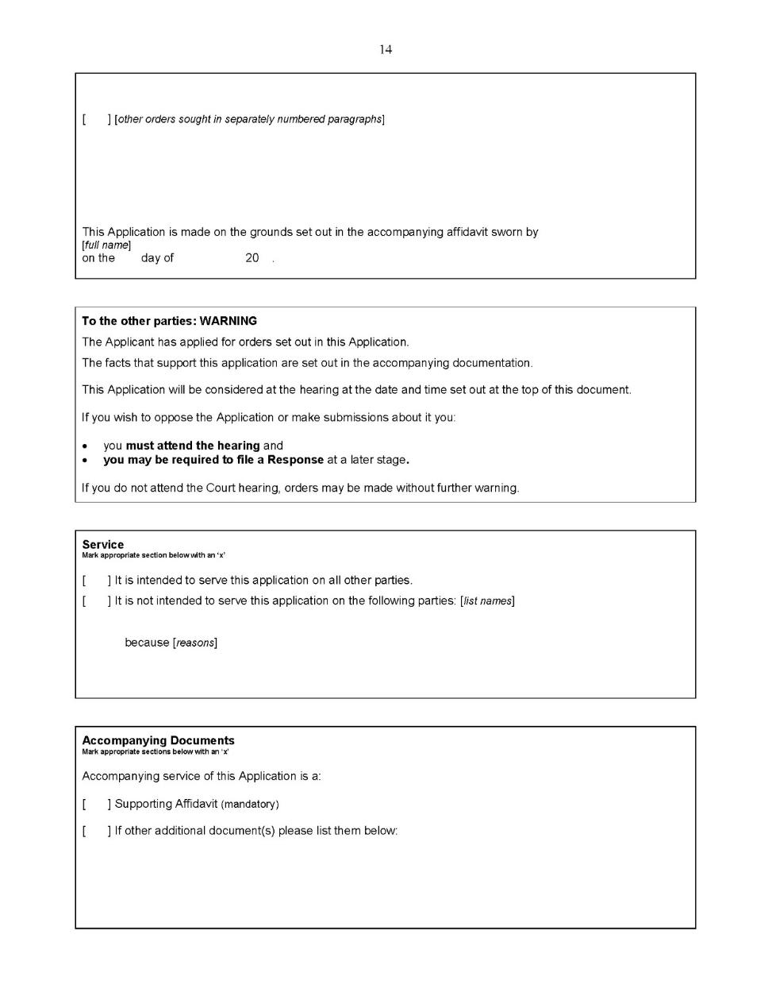 14
[ ] [other orders sought in separately numbered paragraphs]
This Application is made on the grounds set out in the accompanying affidavit sworn by
[full name]
on the day of 20 .
To the other parties: WARNING
The Applicant has applied for orders set out in this Application.
The facts that support this application are set out in the accompanying documentation.
This Application will be considered at the hearing at the date and time set out at the top of this document.
If you wish to oppose the Application or make submissions about it you:
• you must attend the hearing and
• you may be required to file a Response at a later stage.
If you do not attend the Court hearing, orders may be made without further warning.
Service
Mark appropriate section below with an ‘x’
[ ] It is intended to serve this application on all other parties.
[ ] It is not intended to serve this application on the following parties: [list names]
because [reasons]
Accompanying Documents
Mark appropriate sections below with an ‘x’
Accompanying service of this Application is a:
[ ] Supporting Affidavit (mandatory)
[ ] If other additional document(s) please list them below: